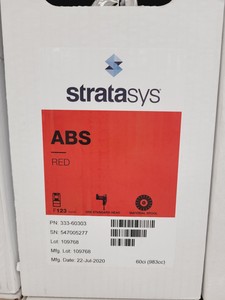 stratasys
ABS
RED
PN: 333-60303
SN: 547005277
Lot: 109768
Mfg. Lot: 109768
Mfg. Date: 22-Jul-2020
60ci (983cc)